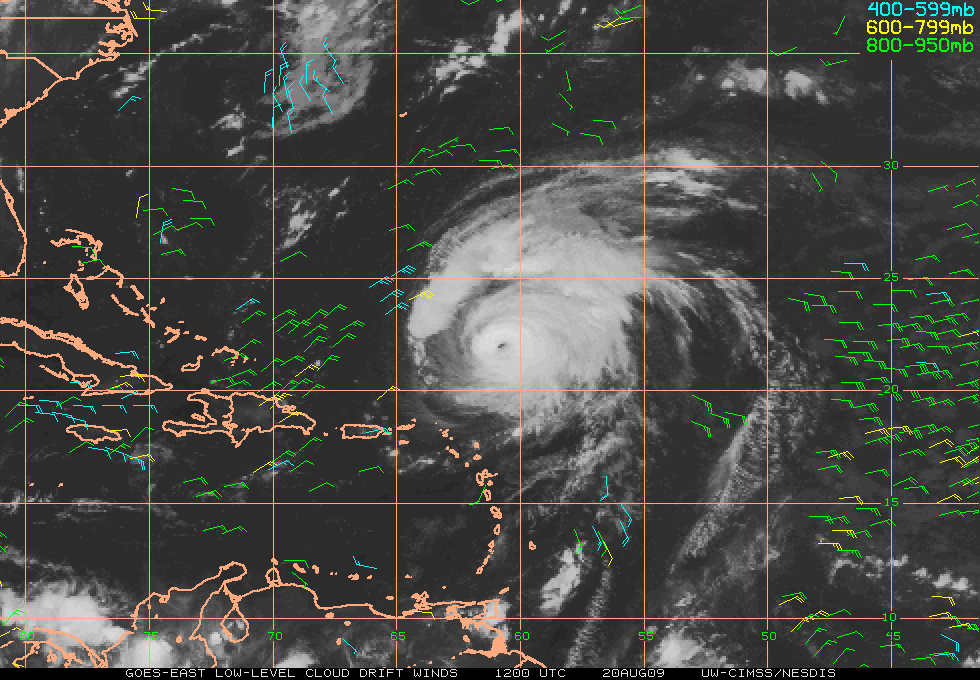 400-599mb
600-799mb
800-950mb
30
25
20
15
10
80 75 70 65 60 55 50 45
GOES-EAST LOW-LEVEL CLOUD DRIFT WINDS 1200 UTC 20AUG09 UW-CIMSS/NESDIS